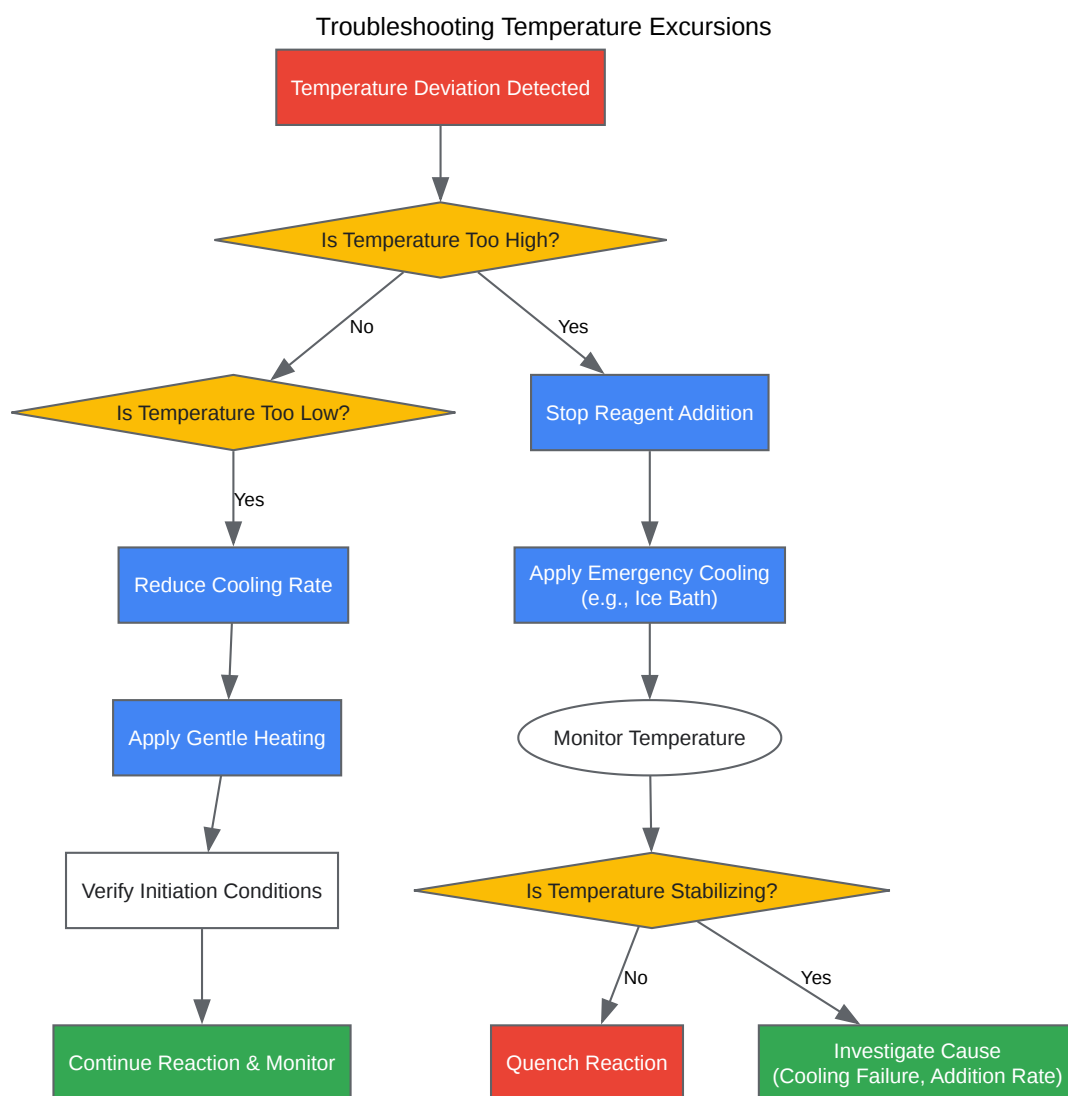 Troubleshooting Temperature Excursions
Temperature Deviation Detected
Is Temperature Too High?
No
Yes
Is Temperature Too Low?
Stop Reagent Addition
Yes
Reduce Cooling Rate
Apply Emergency Cooling
(e.g., Ice Bath)
Apply Gentle Heating
Monitor Temperature
Verify Initiation Conditions
Is Temperature Stabilizing?
No
Yes
Continue Reaction & Monitor
Quench Reaction
Investigate Cause
(Cooling Failure, Addition Rate)